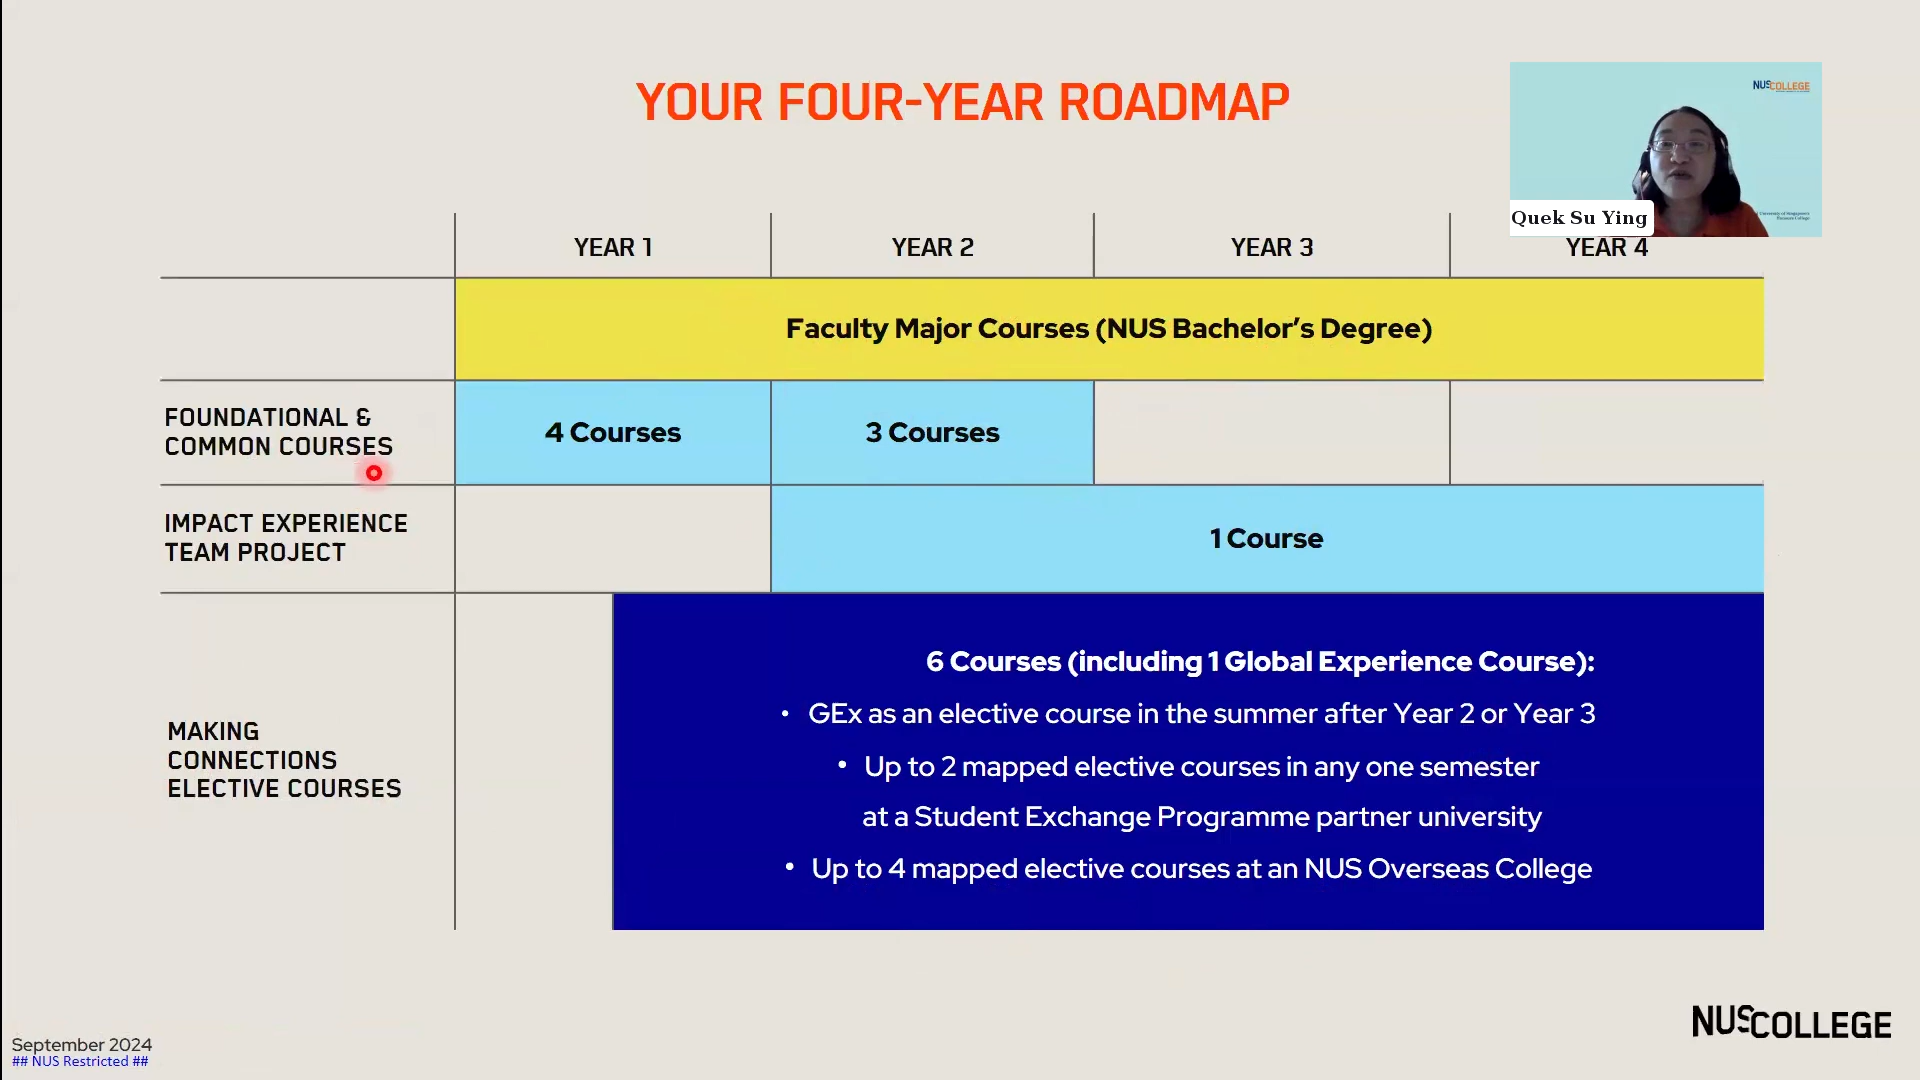 YOUR FOUR-YEAR ROADMAP
NUSCOLLEGE
Quek Su Ying
YEAR 1
YEAR 2
YEAR 3
YEAR 4
Faculty Major Courses (NUS Bachelor’s Degree)
FOUNDATIONAL &
COMMON COURSES
4 Courses
3 Courses
IMPACT EXPERIENCE
TEAM PROJECT
1 Course
MAKING
CONNECTIONS
ELECTIVE COURSES
6 Courses (including 1 Global Experience Course):
• GEx as an elective course in the summer after Year 2 or Year 3
• Up to 2 mapped elective courses in any one semester
at a Student Exchange Programme partner university
• Up to 4 mapped elective courses at an NUS Overseas College
September 2024
## NUS Restricted ##
NUSCOLLEGE